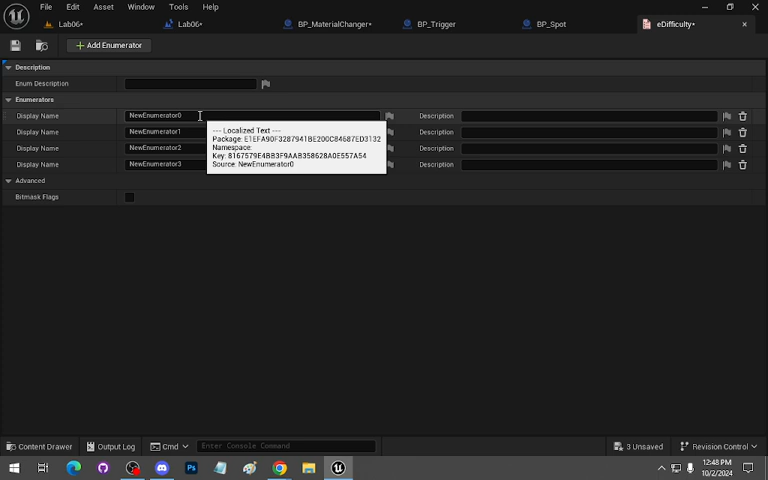 File Edit Asset Window Tools Help
Lab06* Lab06* BP_MaterialChanger* BP_Trigger BP_Spot eDifficulty*
Add Enumerator
Description
Enum Description
Enumerators
Display Name NewEnumerator0 Description
Display Name NewEnumerator1 Description
Display Name NewEnumerator2 Description
Display Name NewEnumerator3 Description
--- Localized Text ---
Package: E1EFA90F3287941BE200C84687ED3132
Namespace:
Key: 8167579E4BB3F9AAB358628A0E557A54
Source: NewEnumerator0
Advanced
Bitmask Flags
Content Drawer Output Log Cmd Enter Console Command 3 Unsaved Revision Control
Ps 12:48 PM
10/2/2024